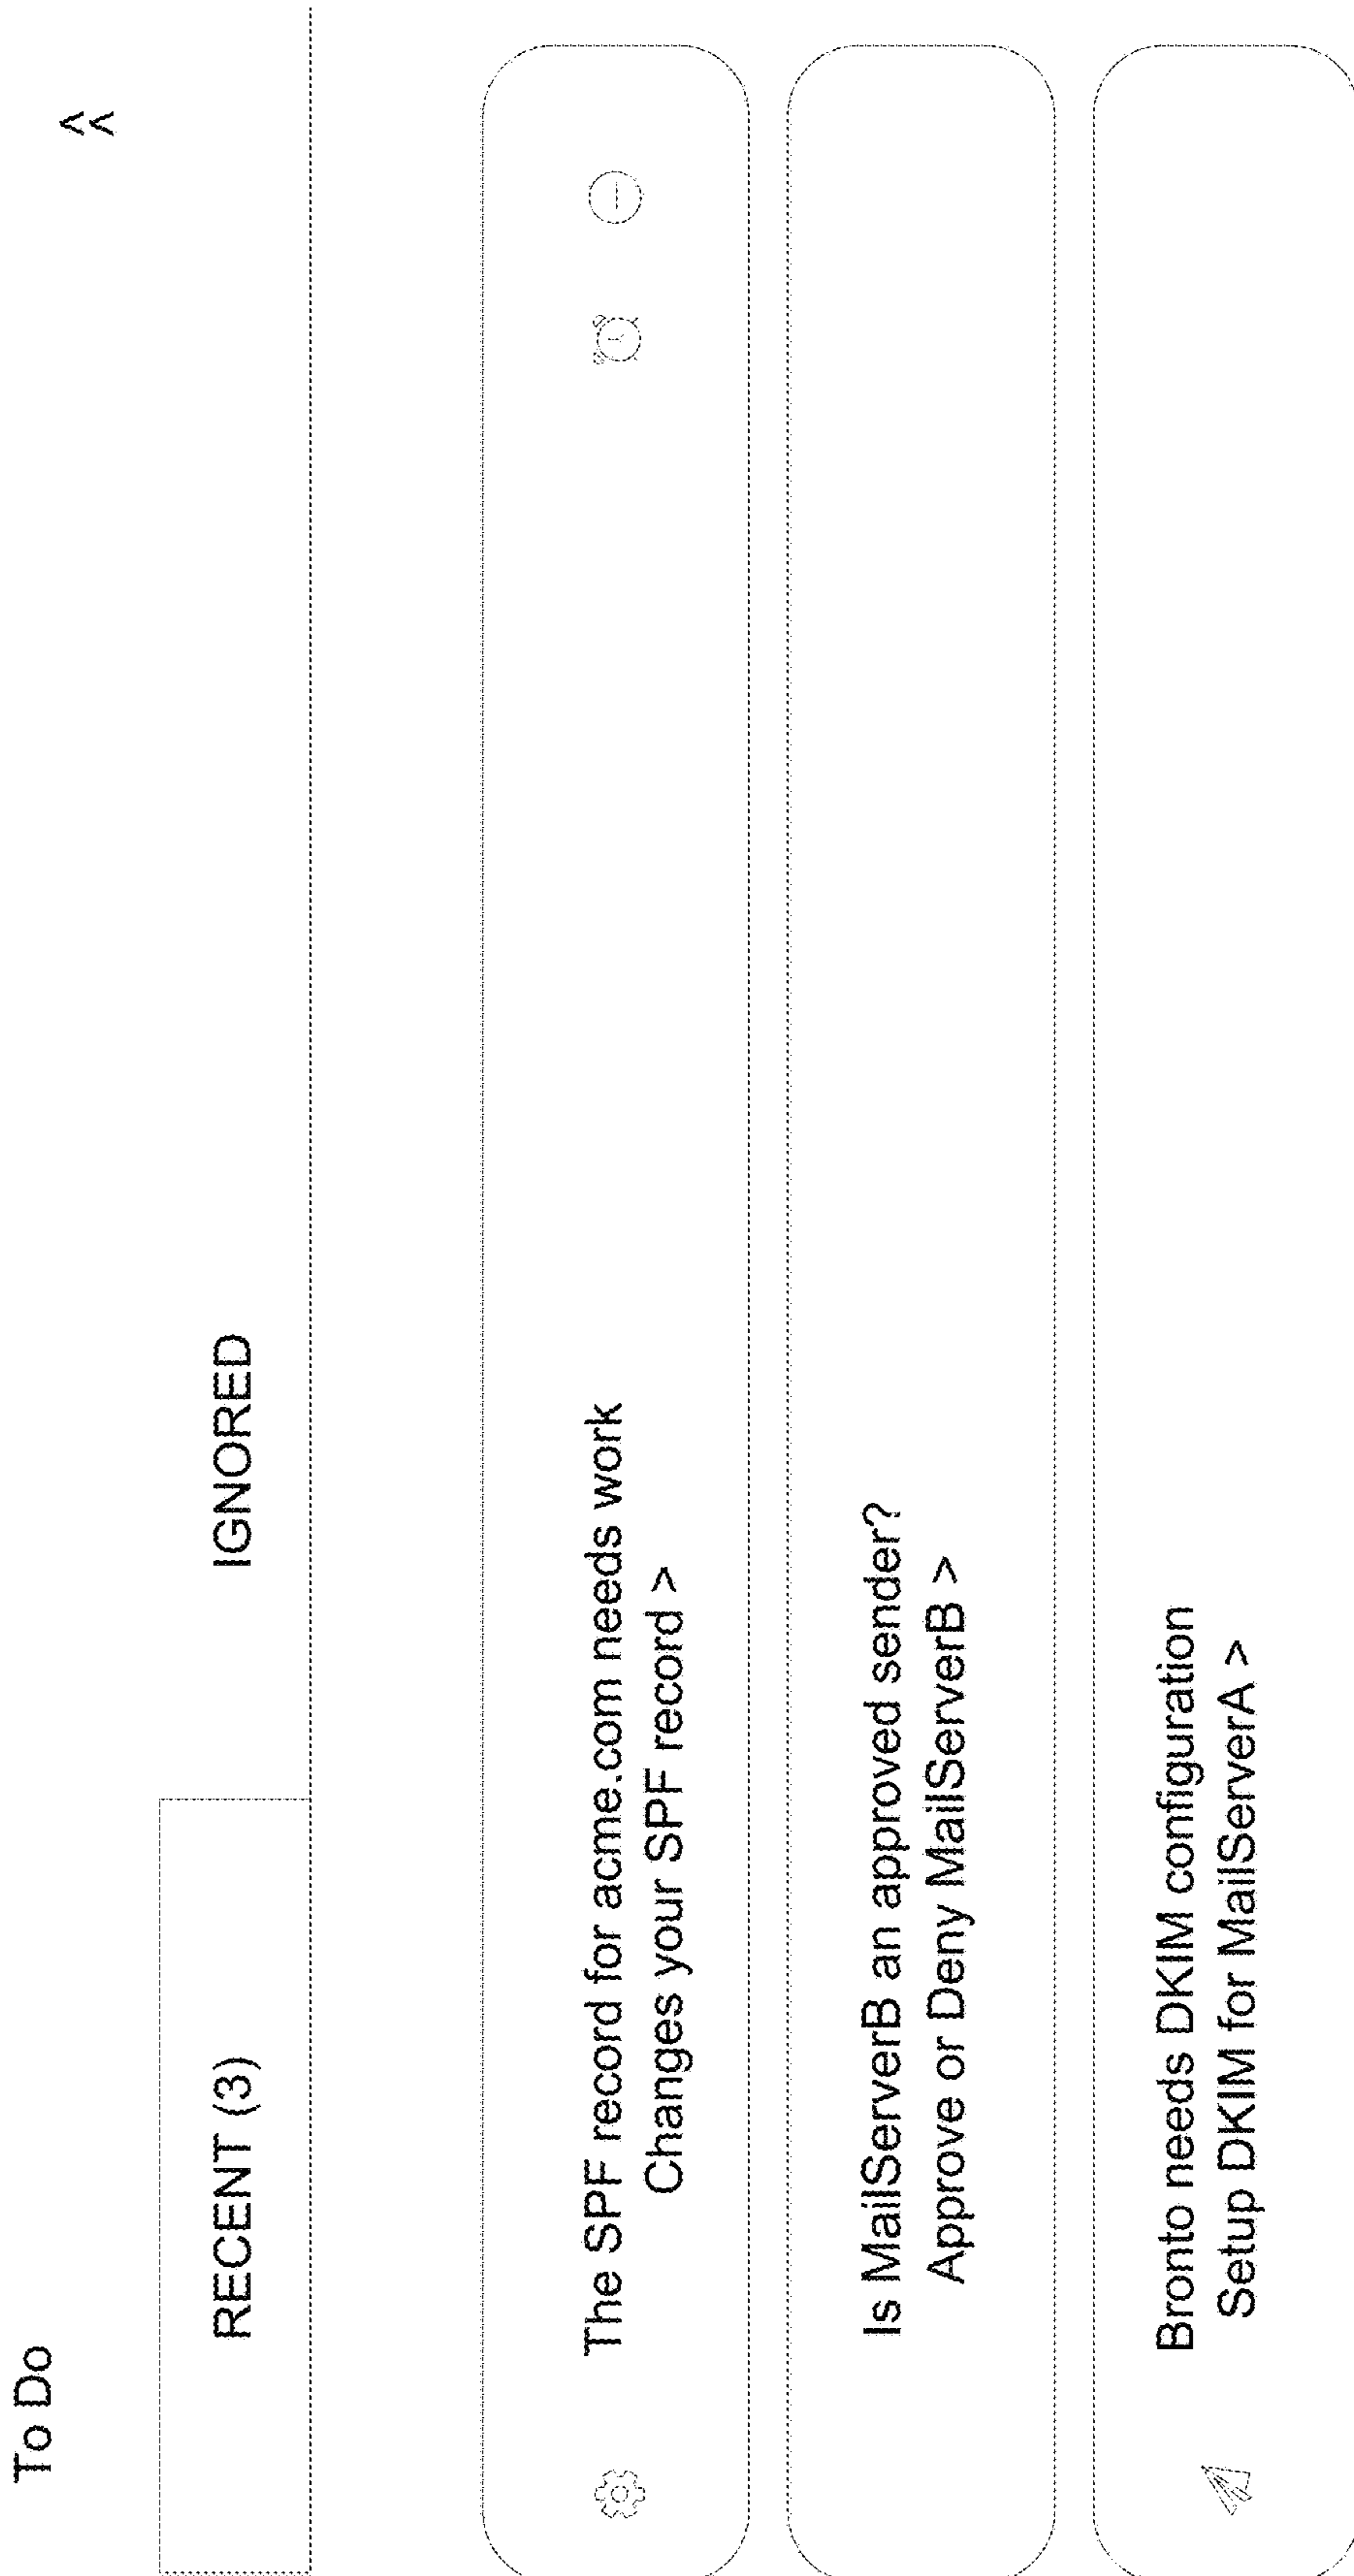 To Do
RECENT (3)
IGNORED
The SPF record for acme.com needs work
Changes your SPF record >
Is MailServerB an approved sender?
Approve or Deny MailServerB >
Bronto needs DKIM configuration
Setup DKIM for MailServerA >